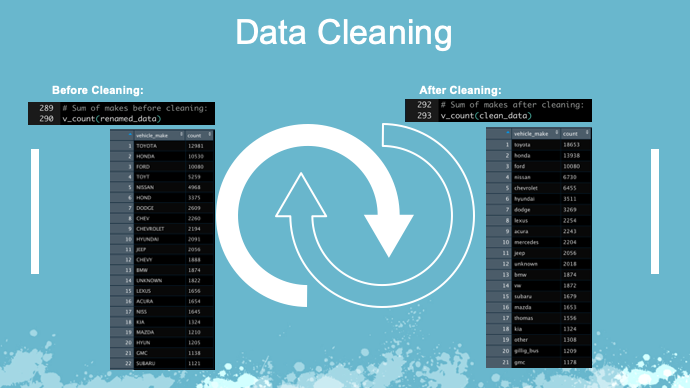 Data Cleaning
Before Cleaning:
289 # Sum of makes before cleaning:
290 v_count(renamed_data)
vehicle_make count
1 TOYOTA 12981
2 HONDA 10530
3 FORD 10080
4 TOYT 5259
5 NISSAN 4968
6 HOND 3375
7 DODGE 2609
8 CHEV 2260
9 CHEVROLET 2194
10 HYUNDAI 2091
11 JEEP 2056
12 CHEVY 1888
13 BMW 1874
14 UNKNOWN 1822
15 LEXUS 1656
16 ACURA 1654
17 NISS 1645
18 KIA 1324
19 MAZDA 1210
20 HYUN 1205
21 GMC 1138
22 SUBARU 1121
After Cleaning:
292 # Sum of makes after cleaning:
293 v_count(clean_data)
vehicle_make count
1 toyota 18653
2 honda 13938
3 ford 10080
4 nissan 6730
5 chevrolet 6455
6 hyundai 3511
7 dodge 3269
8 lexus 2254
9 acura 2243
10 mercedes 2204
11 jeep 2056
12 unknown 2018
13 bmw 1874
14 vw 1872
15 subaru 1679
16 mazda 1653
17 thomas 1556
18 kia 1324
19 other 1308
20 gillig_bus 1209
21 gmc 1178